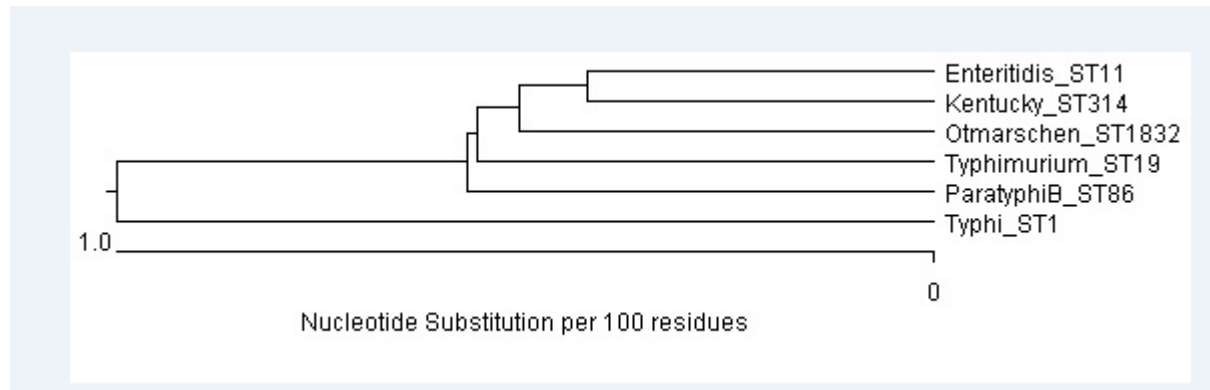 Enteritidis_ST11
Kentucky_ST314
Otmarschen_ST1832
Typhimurium_ST19
ParatyphiB_ST86
Typhi_ST1
1.0
0
Nucleotide Substitution per 100 residues